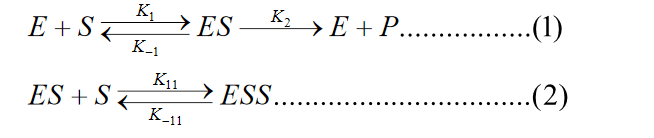 E + S ⇌ ES → E + P.................(1)
K₁ K₋₁ K₂
ES + S ⇌ ESS.................................(2)
K₁₁ K₋₁₁